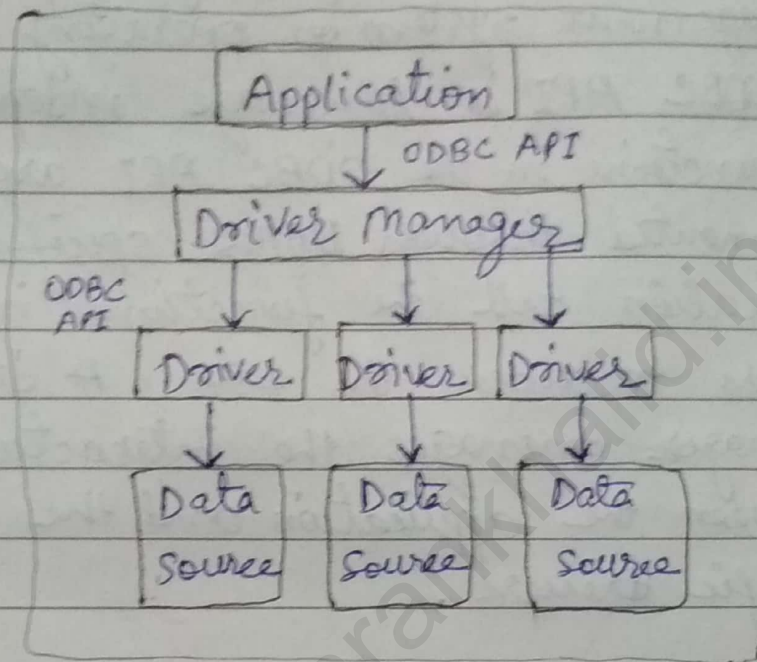 Application
ODBC API
Driver Manager
ODBC
API
Driver Driver Driver
Data Data Data
Source Source Source